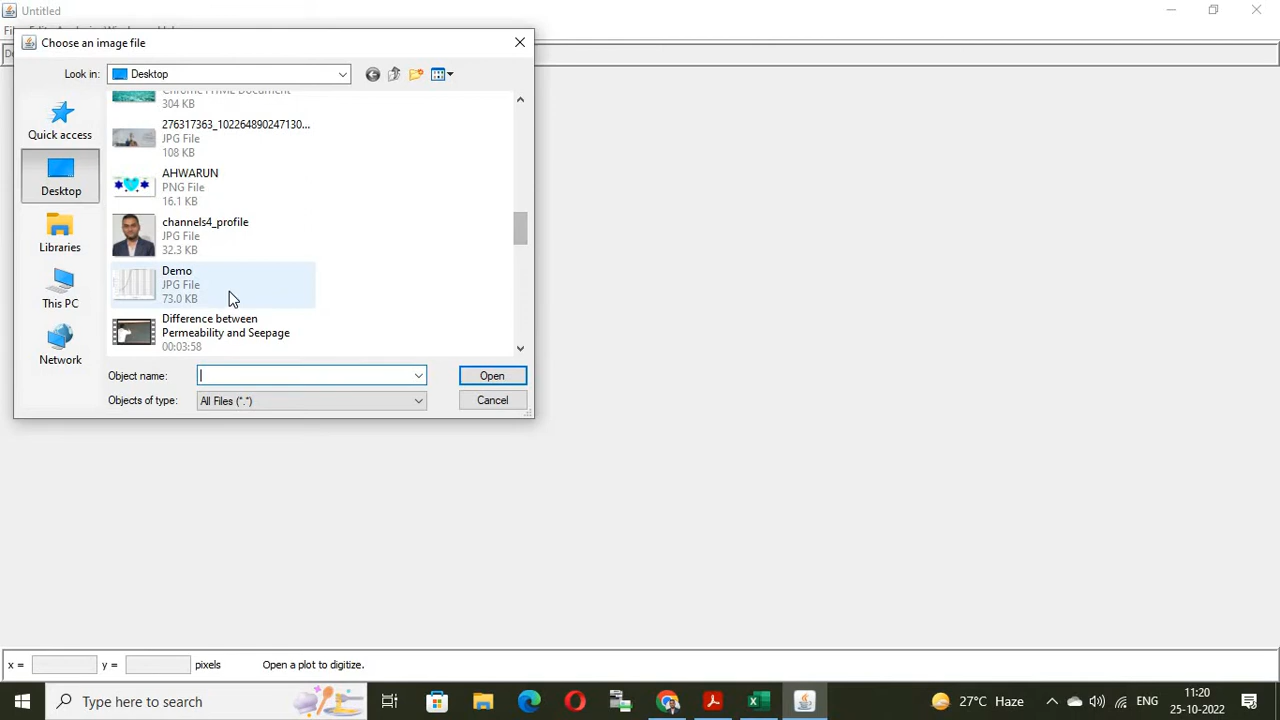 Untitled
Choose an image file
Look in:
Desktop
304 KB
276317363_102264890247130...
JPG File
108 KB
Quick access
AHWARUN
PNG File
16.1 KB
Desktop
channels4_profile
JPG File
32.3 KB
Libraries
Demo
JPG File
73.0 KB
This PC
Difference between
Permeability and Seepage
00:03:58
Network
Object name:
Open
Objects of type:
All Files (*.*)
Cancel
x =
y =
pixels
Open a plot to digitize.
Type here to search
27°C Haze
ENG
11:20
25-10-2022